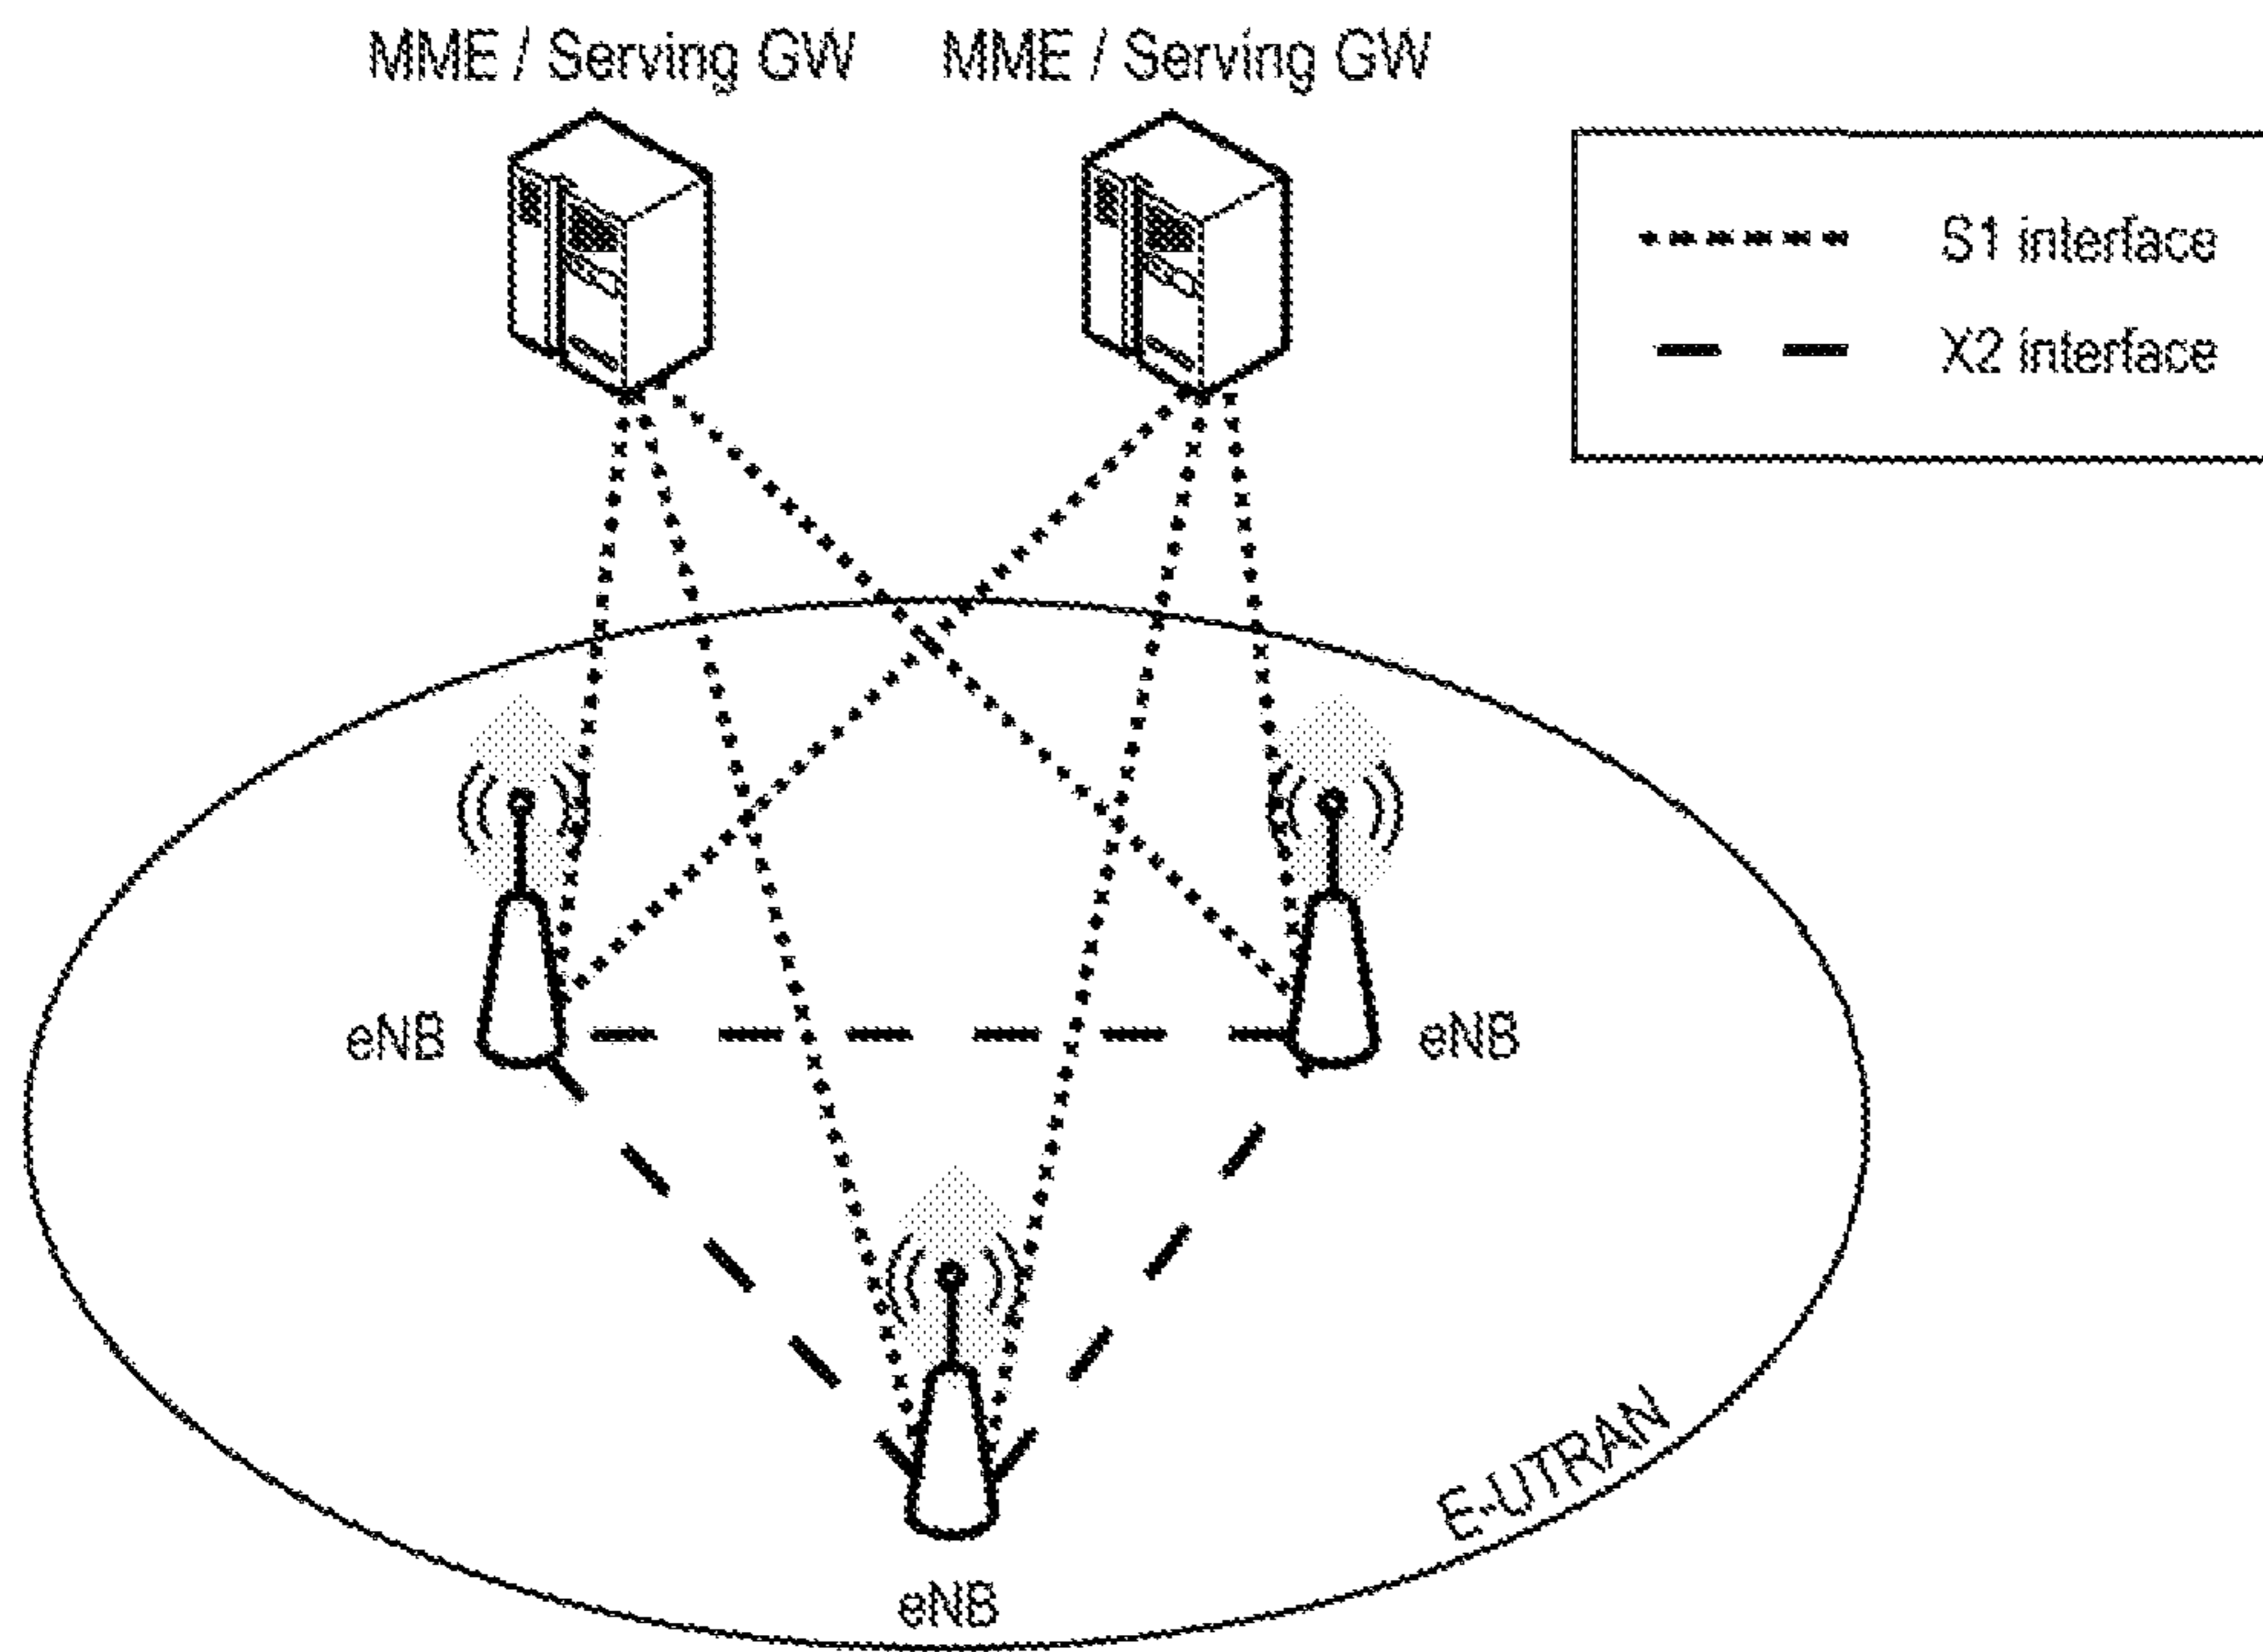 MME / Serving GW
MME / Serving GW
S1 interface
X2 interface
eNB
eNB
E-UTRAN
eNB